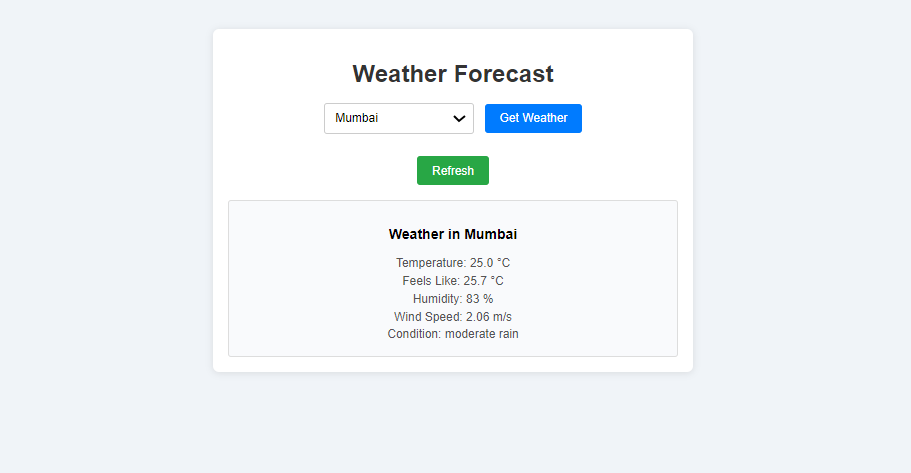 Weather Forecast
Mumbai Get Weather
Refresh
Weather in Mumbai
Temperature: 25.0 °C
Feels Like: 25.7 °C
Humidity: 83 %
Wind Speed: 2.06 m/s
Condition: moderate rain